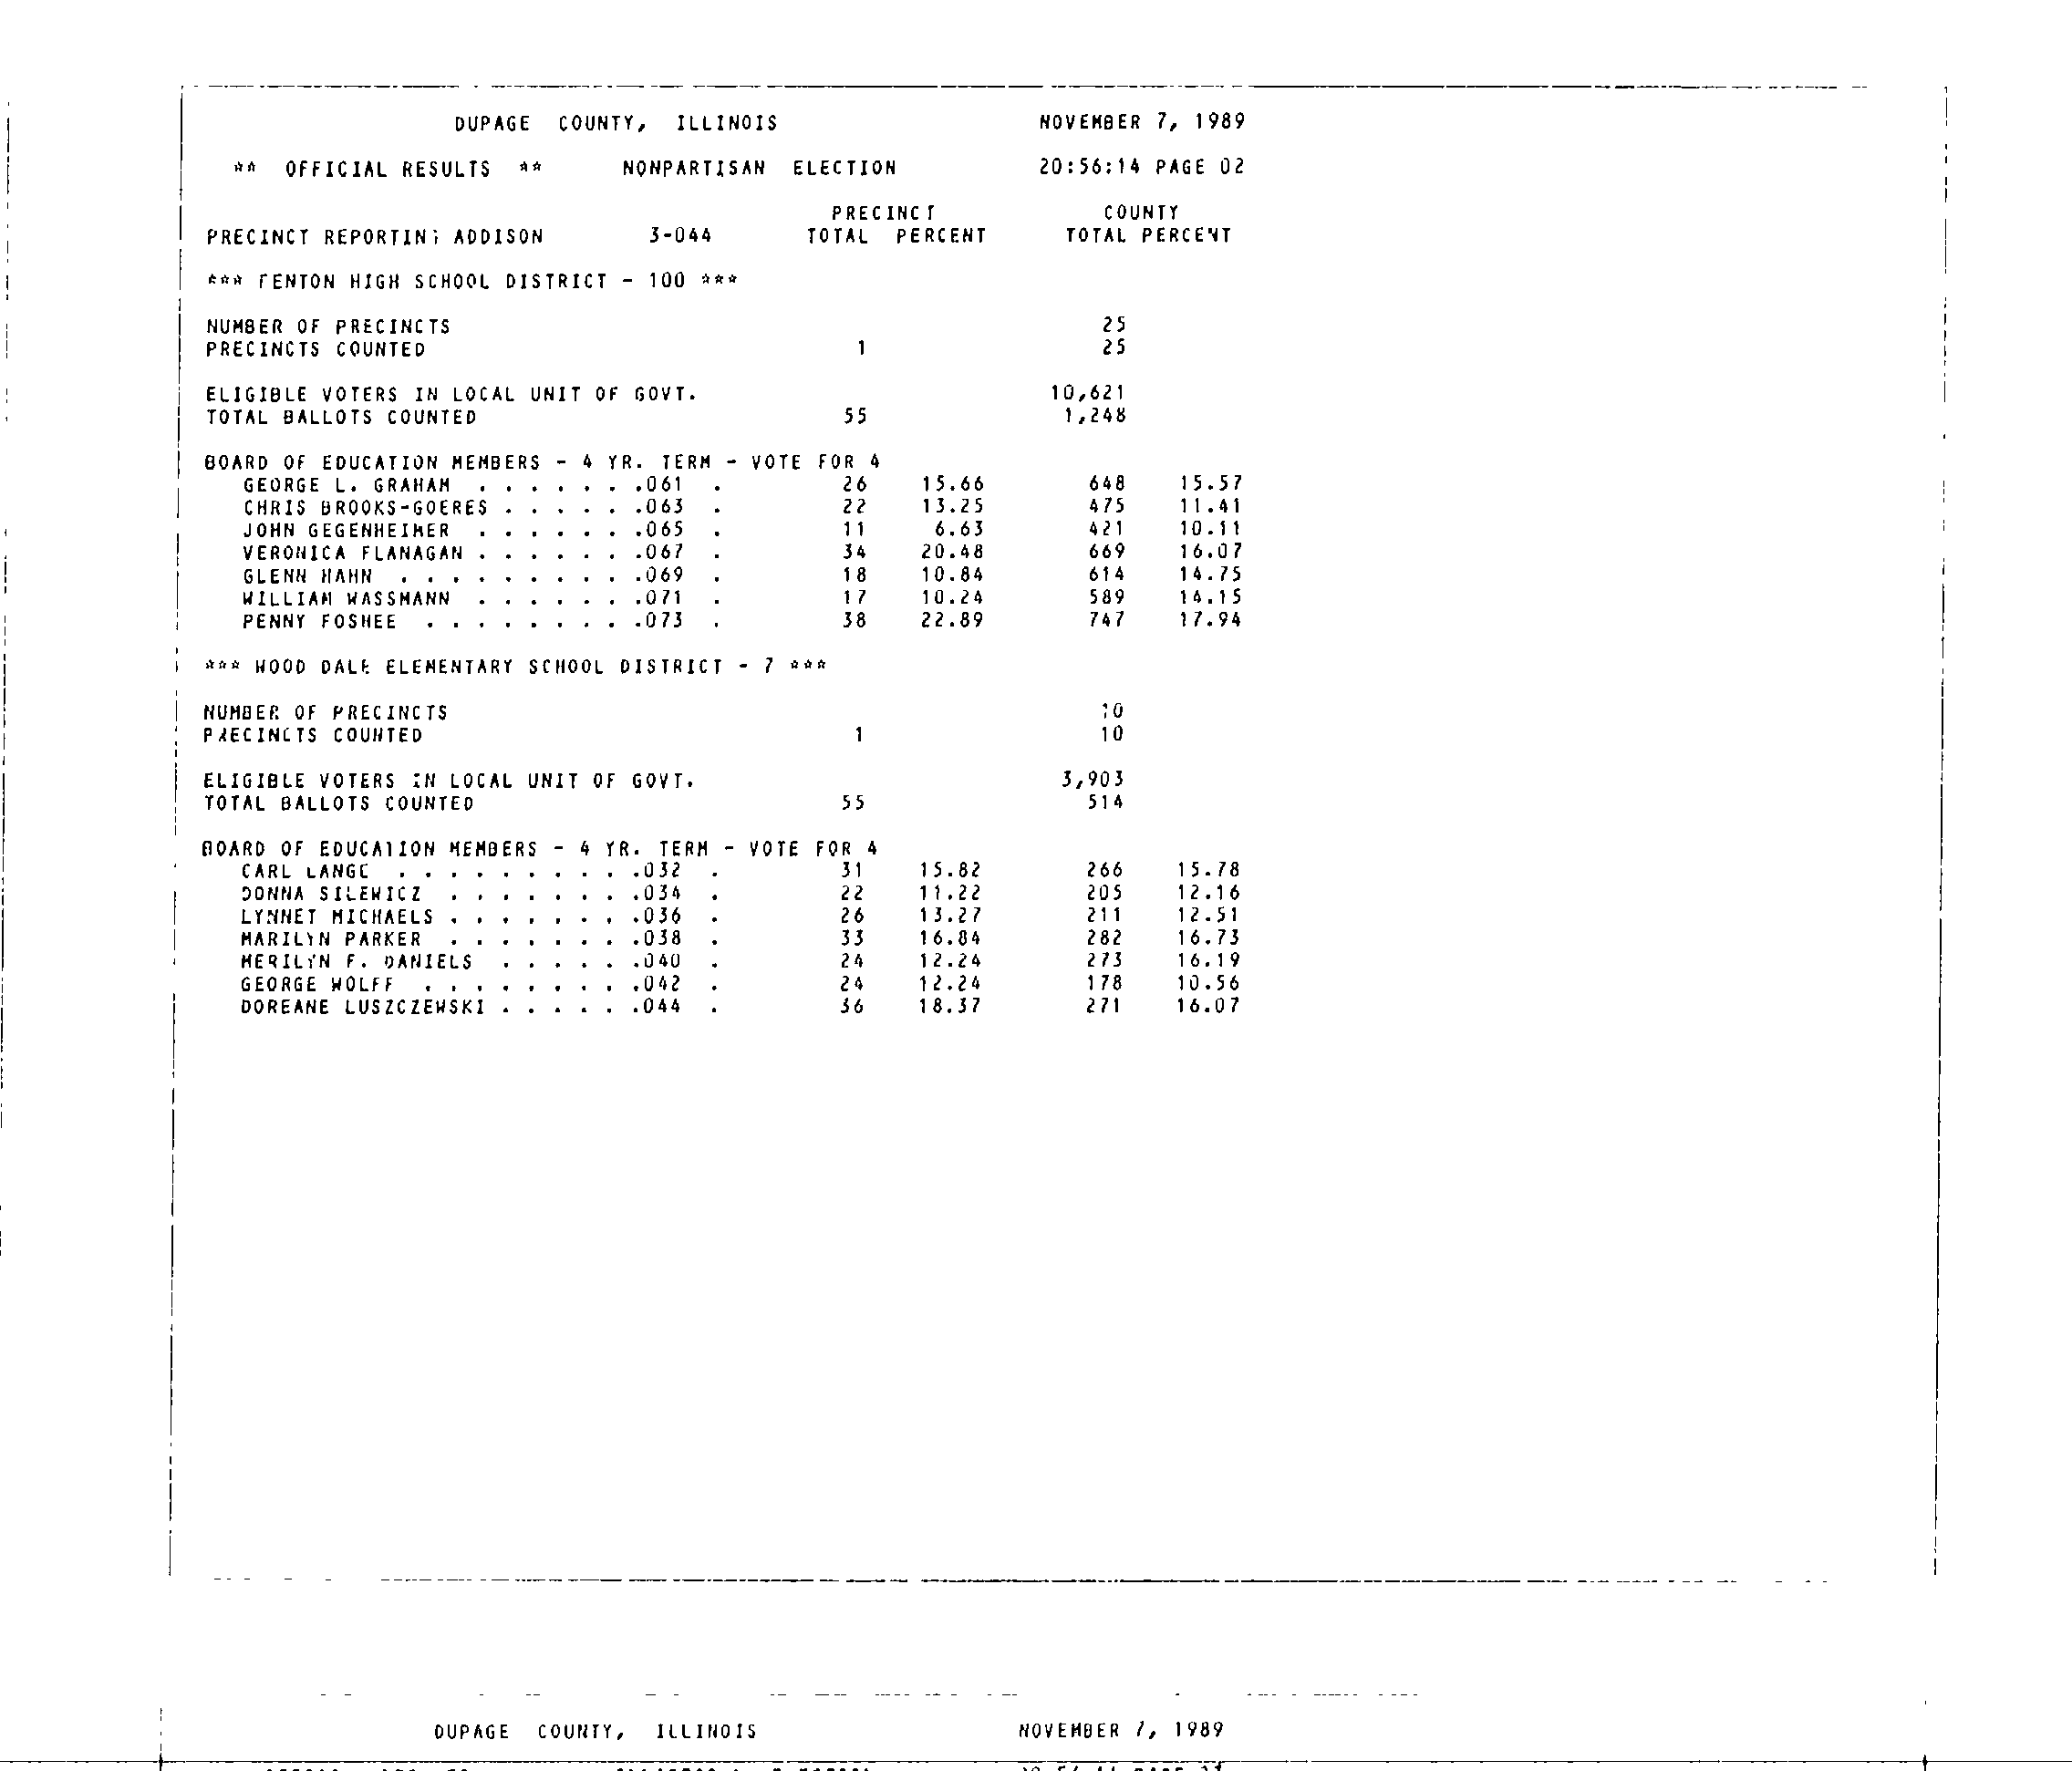 DUPAGE COUNTY, ILLINOIS NOVEMBER 7, 1989
** OFFICIAL RESULTS ** NONPARTISAN ELECTION 20:56:14 PAGE 02
PRECINCT COUNTY
PRECINCT REPORTING ADDISON 3-044 TOTAL PERCENT TOTAL PERCENT
*** FENTON HIGH SCHOOL DISTRICT - 100 ***
NUMBER OF PRECINCTS 25
PRECINCTS COUNTED 1 25
ELIGIBLE VOTERS IN LOCAL UNIT OF GOVT. 10,621
TOTAL BALLOTS COUNTED 55 1,248
BOARD OF EDUCATION MEMBERS - 4 YR. TERM - VOTE FOR 4
GEORGE L. GRAHAM . . . . . . .061 . 26 15.66 648 15.57
CHRIS BROOKS-GOERES . . . . . .063 . 22 13.25 475 11.41
JOHN GEGENHEIMER . . . . . . .065 . 11 6.63 421 10.11
VERONICA FLANAGAN . . . . . . .067 . 34 20.48 669 16.07
GLENN HAHN . . . . . . . . . .069 . 18 10.84 614 14.75
WILLIAM WASSMANN . . . . . . .071 . 17 10.24 589 14.15
PENNY FOSHEE . . . . . . . . .073 . 38 22.89 747 17.94
*** WOOD DALE ELEMENTARY SCHOOL DISTRICT - 7 ***
NUMBER OF PRECINCTS 10
PRECINCTS COUNTED 1 10
ELIGIBLE VOTERS IN LOCAL UNIT OF GOVT. 3,903
TOTAL BALLOTS COUNTED 55 514
BOARD OF EDUCATION MEMBERS - 4 YR. TERM - VOTE FOR 4
CARL LANGE . . . . . . . . . .032 . 31 15.82 266 15.78
DONNA SILEWICZ . . . . . . . .034 . 22 11.22 205 12.16
LYNNET MICHAELS . . . . . . . .036 . 26 13.27 211 12.51
MARILYN PARKER . . . . . . . .038 . 33 16.84 282 16.73
MERILYN F. DANIELS . . . . . .040 . 24 12.24 273 16.19
GEORGE WOLFF . . . . . . . . .042 . 24 12.24 178 10.56
DOREANE LUSZCZEWSKI . . . . . .044 . 36 18.37 271 16.07
DUPAGE COUNTY, ILLINOIS NOVEMBER 7, 1989